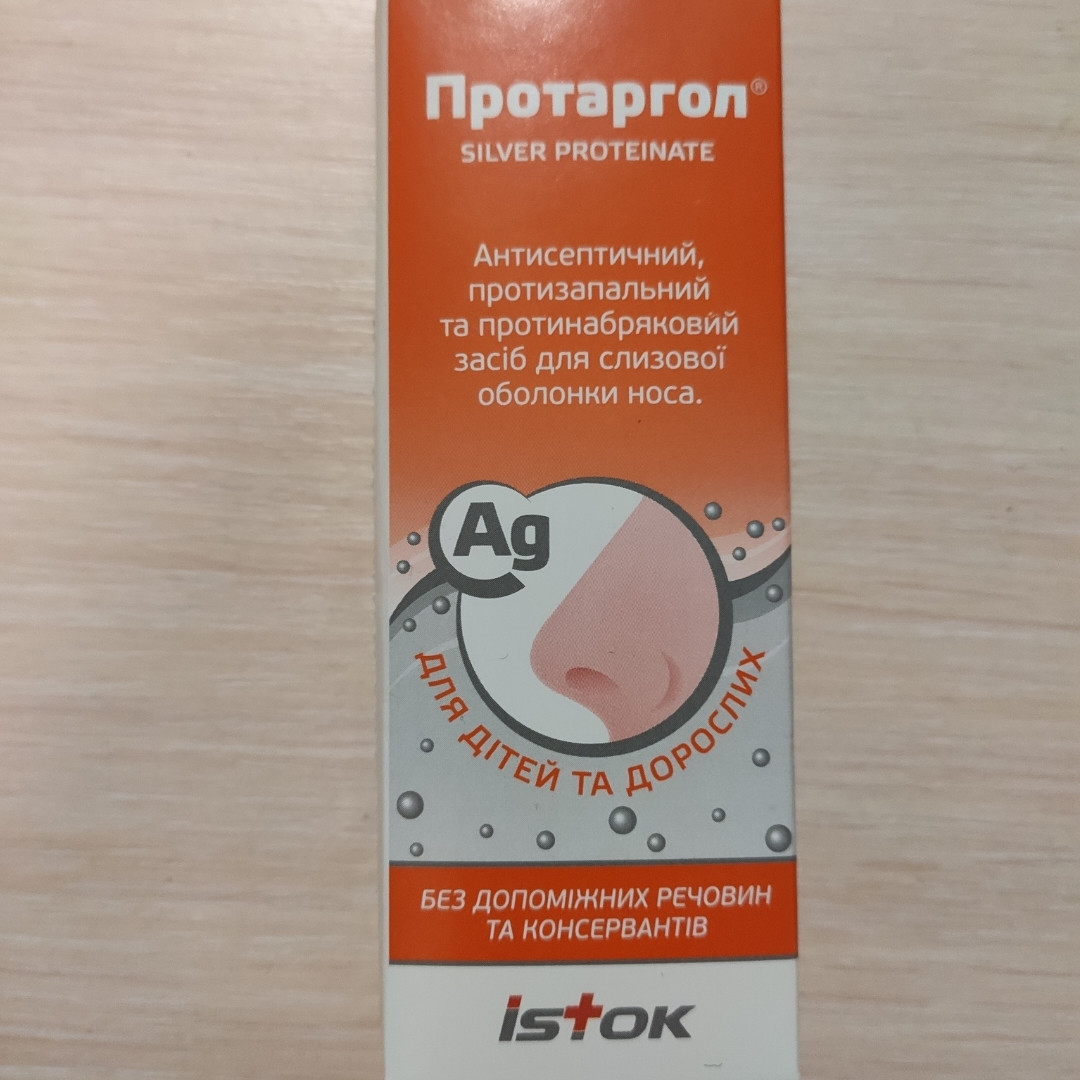 Протаргол®
SILVER PROTEINATE
Антисептичний,
протизапальний
та протинабряковий
засіб для слизової
оболонки носа.
Ag
ДЛЯ ДІТЕЙ ТА ДОРОСЛИХ
БЕЗ ДОПОМІЖНИХ РЕЧОВИН
ТА КОНСЕРВАНТІВ
istok